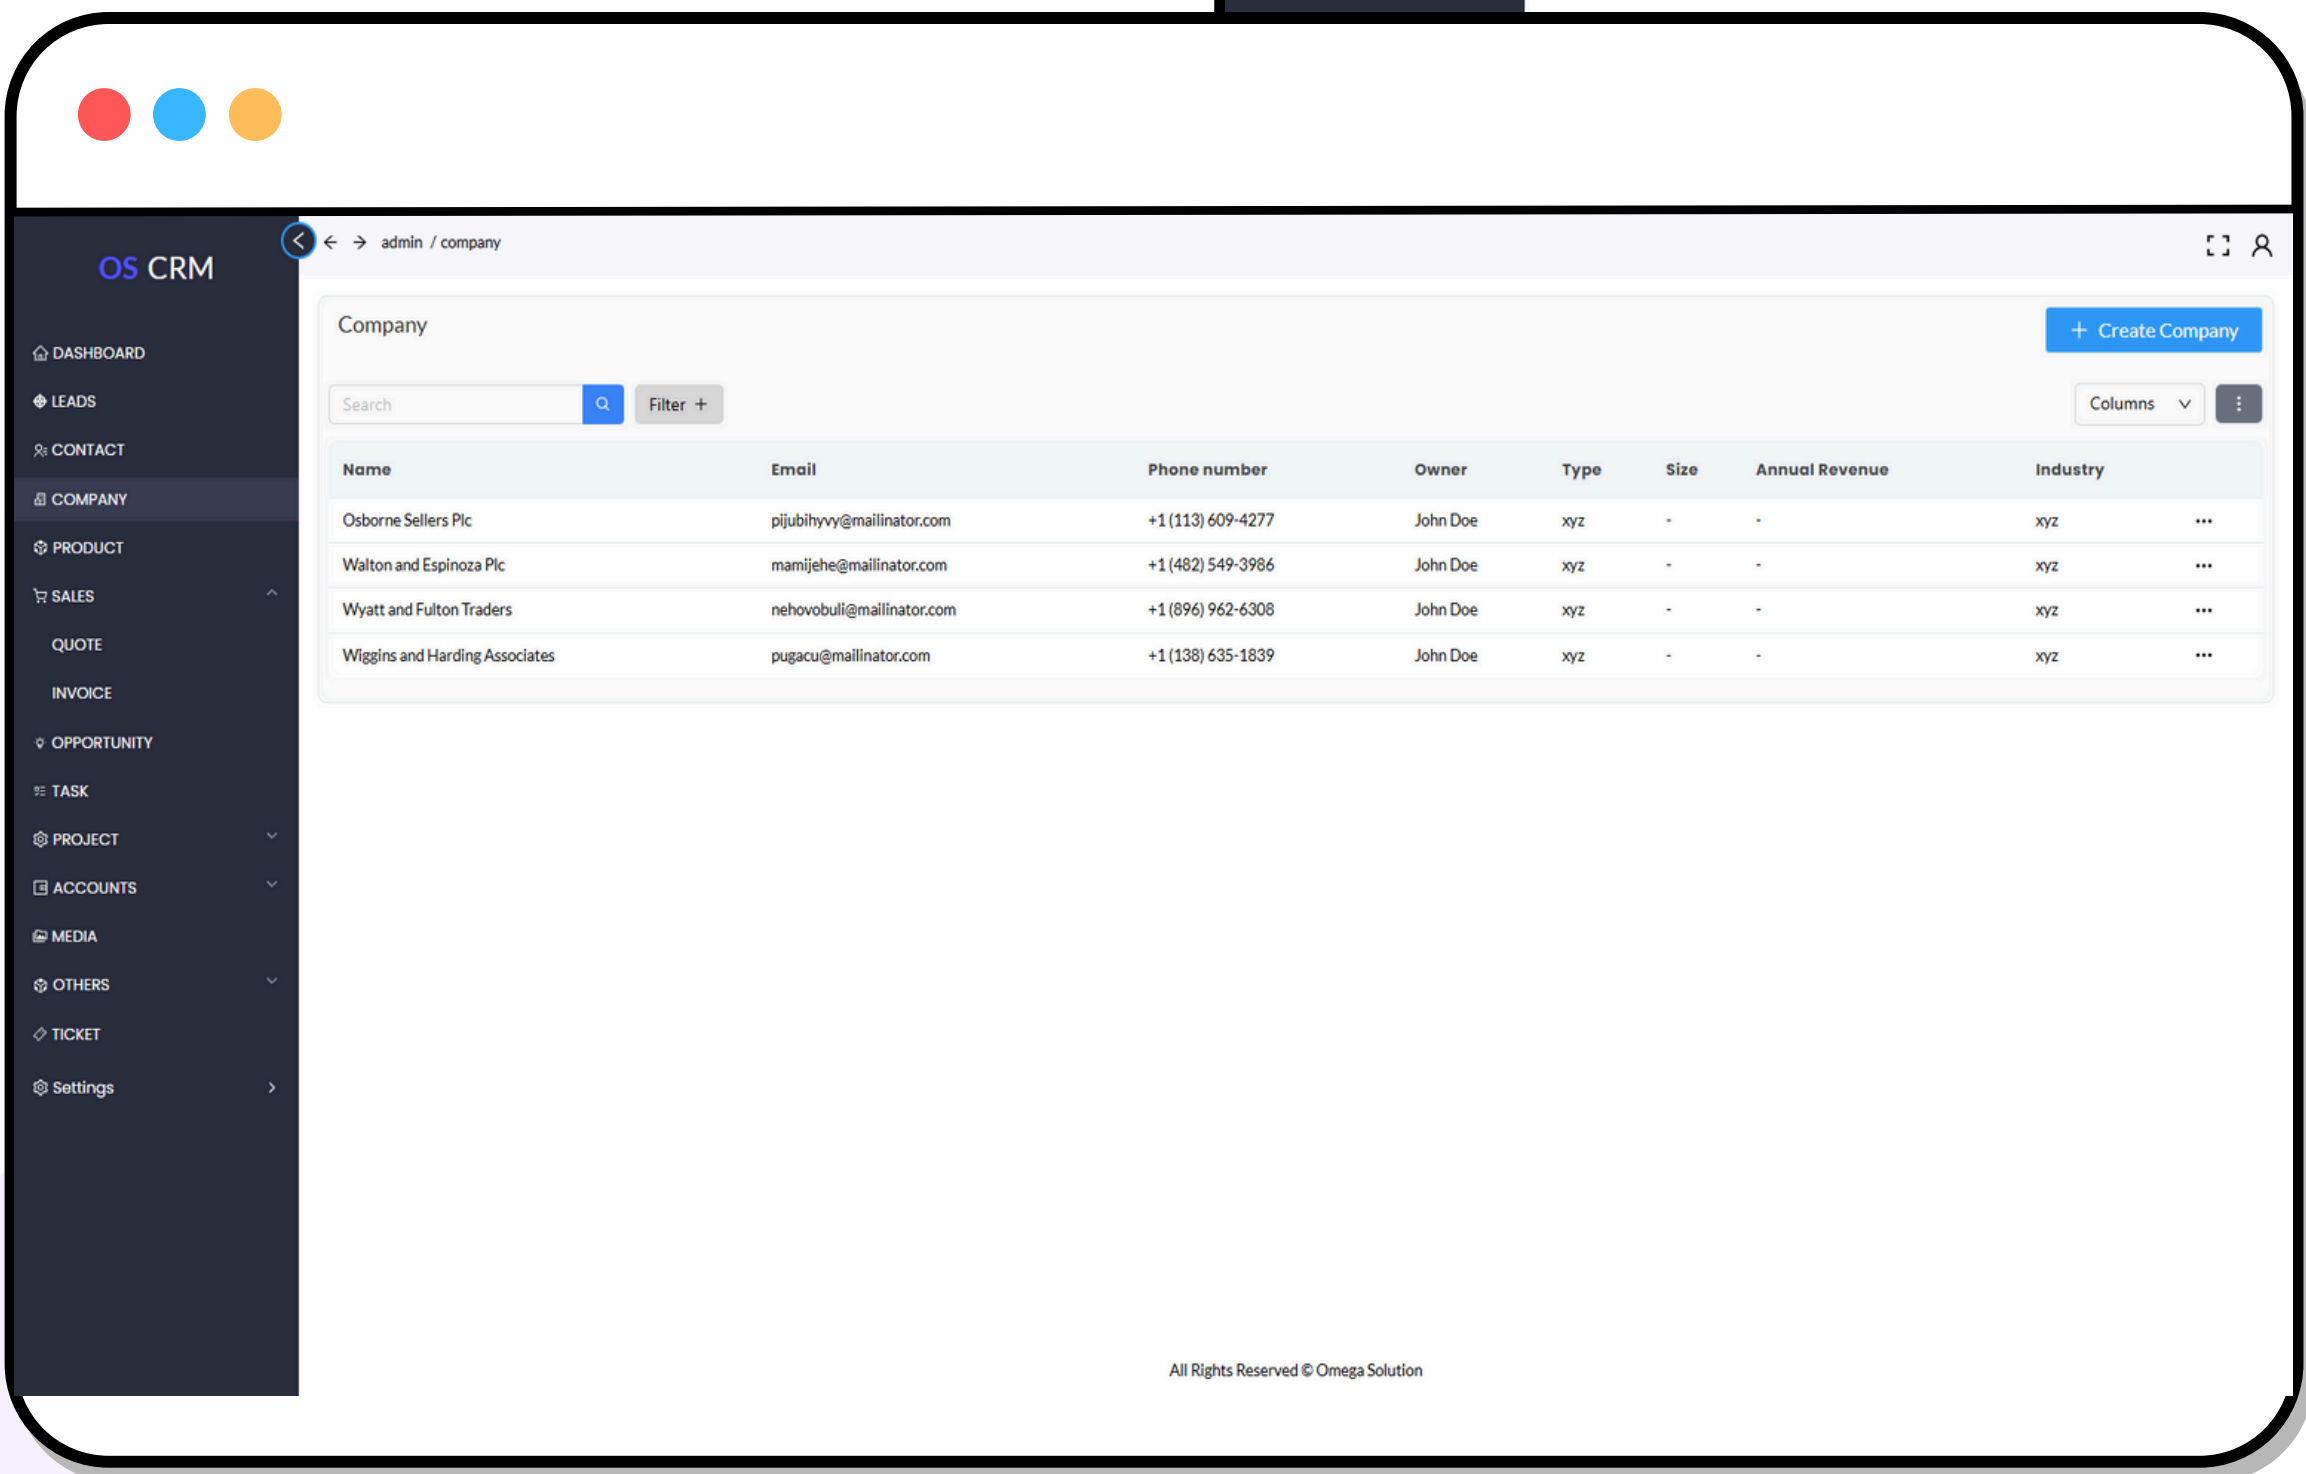 OS CRM
admin / company
DASHBOARD
LEADS
CONTACT
COMPANY
PRODUCT
SALES
QUOTE
INVOICE
OPPORTUNITY
TASK
PROJECT
ACCOUNTS
MEDIA
OTHERS
TICKET
Settings
Company
+ Create Company
Search
Filter +
Columns
Name Email Phone number Owner Type Size Annual Revenue Industry
Osborne Sellers Plc pijubihyvy@mailinator.com +1 (113) 609-4277 John Doe xyz - - xyz ...
Walton and Espinoza Plc mamijehe@mailinator.com +1 (482) 549-3986 John Doe xyz - - xyz ...
Wyatt and Fulton Traders nehovobuli@mailinator.com +1 (896) 962-6308 John Doe xyz - - xyz ...
Wiggins and Harding Associates pugacu@mailinator.com +1 (138) 635-1839 John Doe xyz - - xyz ...
All Rights Reserved © Omega Solution